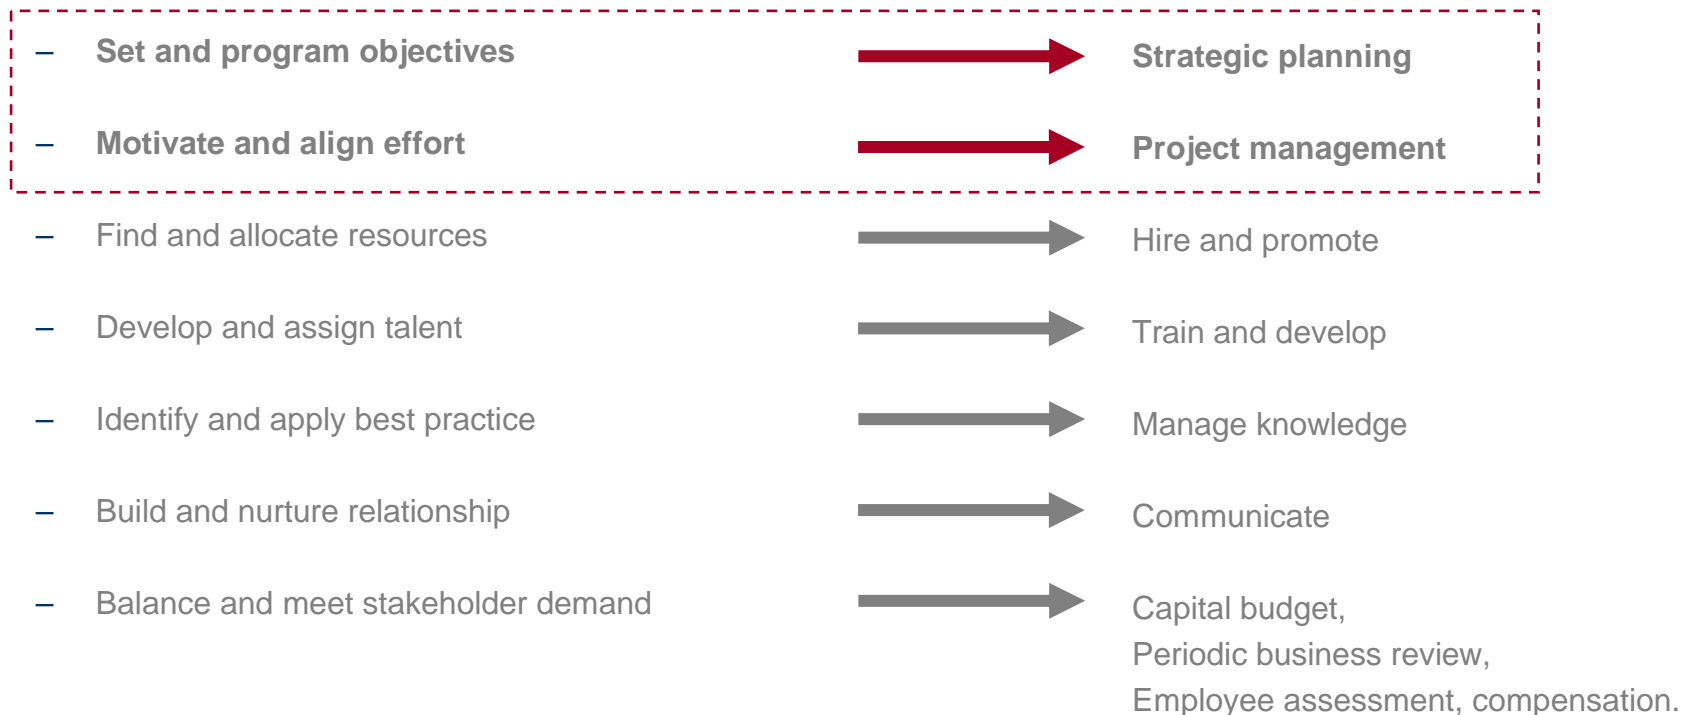 – Set and program objectives Strategic planning
– Motivate and align effort Project management
– Find and allocate resources Hire and promote
– Develop and assign talent Train and develop
– Identify and apply best practice Manage knowledge
– Build and nurture relationship Communicate
– Balance and meet stakeholder demand Capital budget,
Periodic business review,
Employee assessment, compensation.